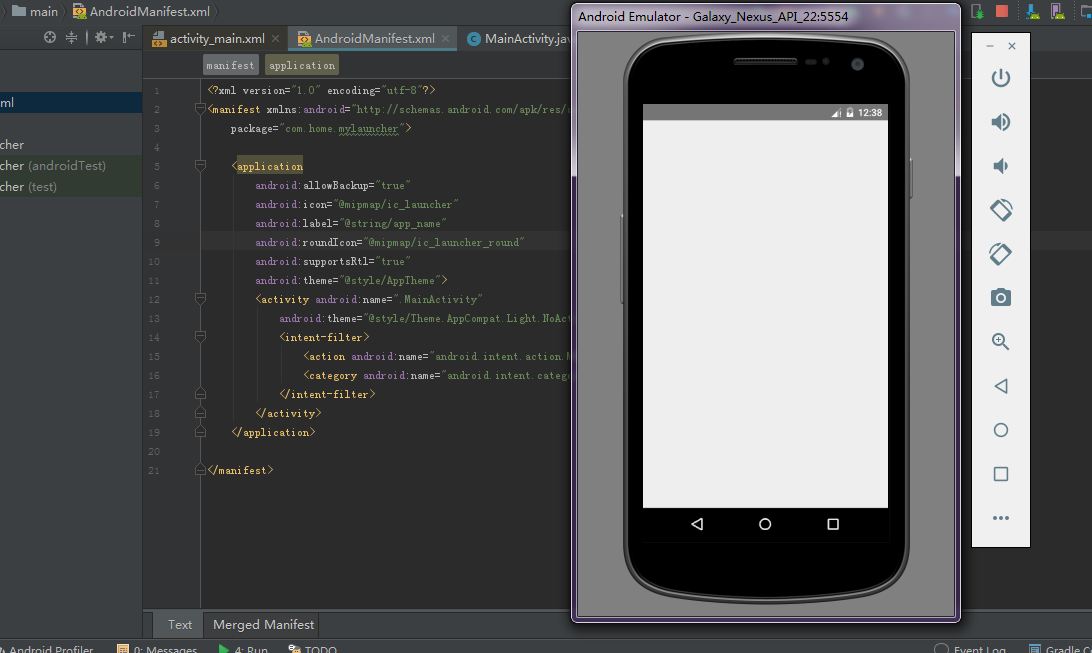 main AndroidManifest.xml
Android Emulator - Galaxy_Nexus_API_22:5554
activity_main.xml AndroidManifest.xml MainActivity.jav
manifest application
12:38
ml
cher
cher (androidTest)
cher (test)
1 <?xml version="1.0" encoding="utf-8"?>
2 <manifest xmlns:android="http://schemas.android.com/apk/res/
3 package="com.home.mylauncher">
4
5 <application
6 android:allowBackup="true"
7 android:icon="@mipmap/ic_launcher"
8 android:label="@string/app_name"
9 android:roundIcon="@mipmap/ic_launcher_round"
10 android:supportsRtl="true"
11 android:theme="@style/AppTheme">
12 <activity android:name=".MainActivity"
13 android:theme="@style/Theme.AppCompat.Light.NoAct
14 <intent-filter>
15 <action android:name="android.intent.action.M
16 <category android:name="android.intent.catego
17 </intent-filter>
18 </activity>
19 </application>
20
21 </manifest>
Text Merged Manifest
Android Profiler 0: Messages 4: Run TODO Event Log Gradle C